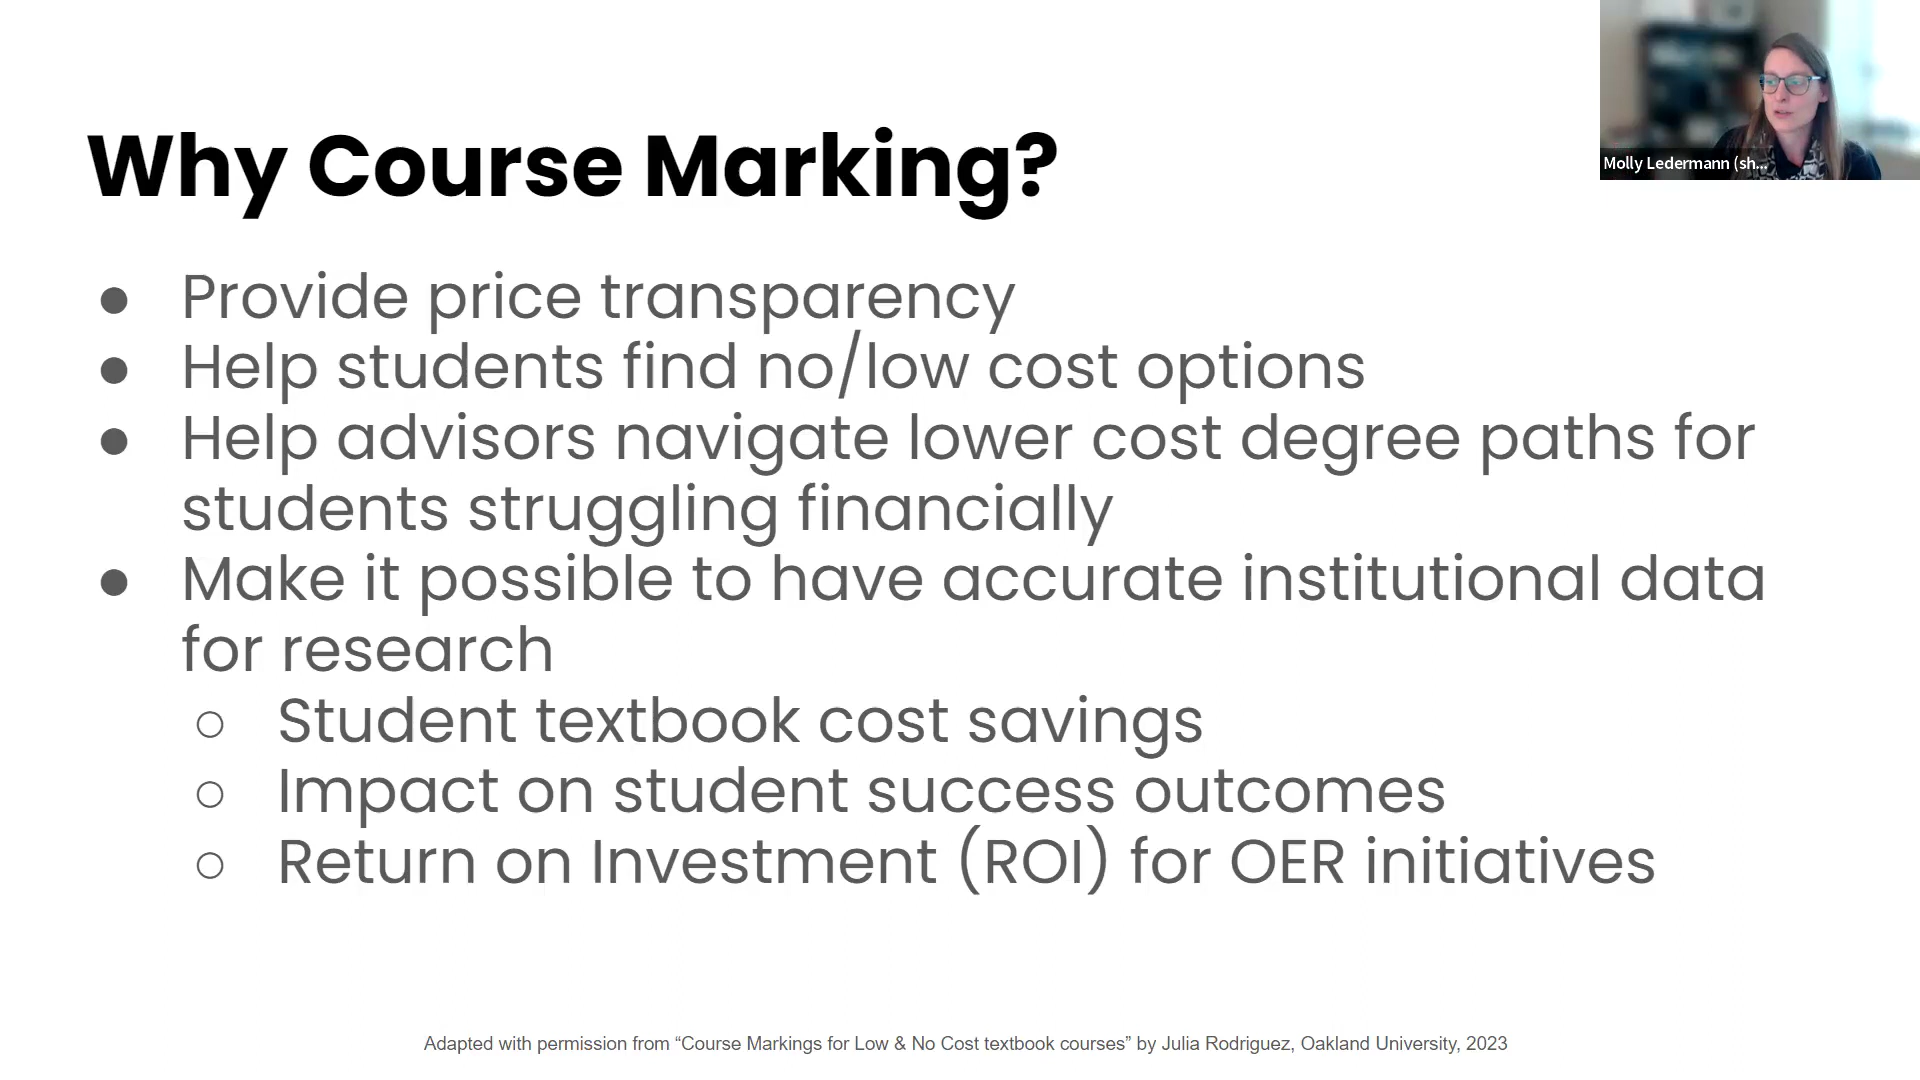 Why Course Marking?
Molly Ledermann (sh...
● Provide price transparency
● Help students find no/low cost options
● Help advisors navigate lower cost degree paths for
students struggling financially
● Make it possible to have accurate institutional data
for research
○ Student textbook cost savings
○ Impact on student success outcomes
○ Return on Investment (ROI) for OER initiatives
Adapted with permission from “Course Markings for Low & No Cost textbook courses” by Julia Rodriguez, Oakland University, 2023